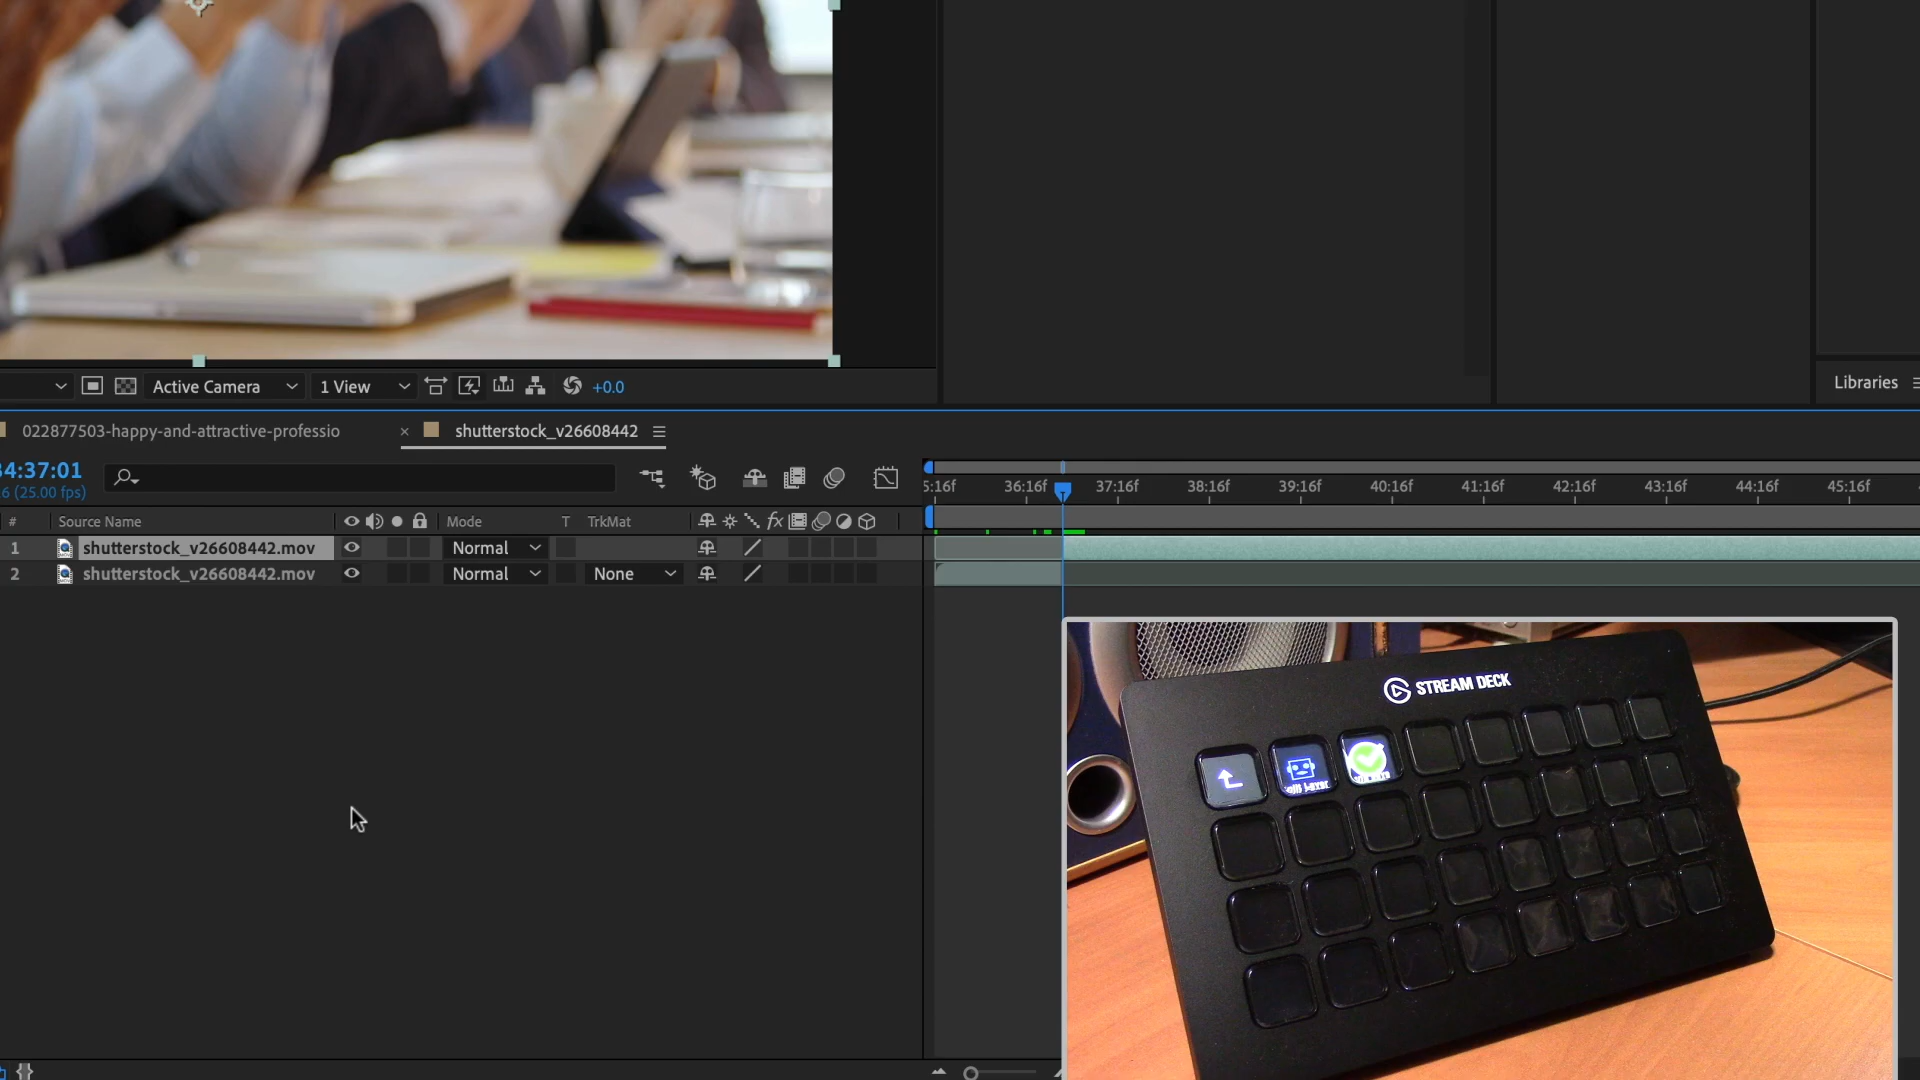 Active Camera
1 View
+0.0
Libraries
022877503-happy-and-attractive-professio
× shutterstock_v26608442
4:37:01
6 (25.00 fps)
5:16f 36:16f 37:16f 38:16f 39:16f 40:16f 41:16f 42:16f 43:16f 44:16f 45:16f
# Source Name Mode T TrkMat fx
1 shutterstock_v26608442.mov Normal
2 shutterstock_v26608442.mov Normal None
STREAM DECK